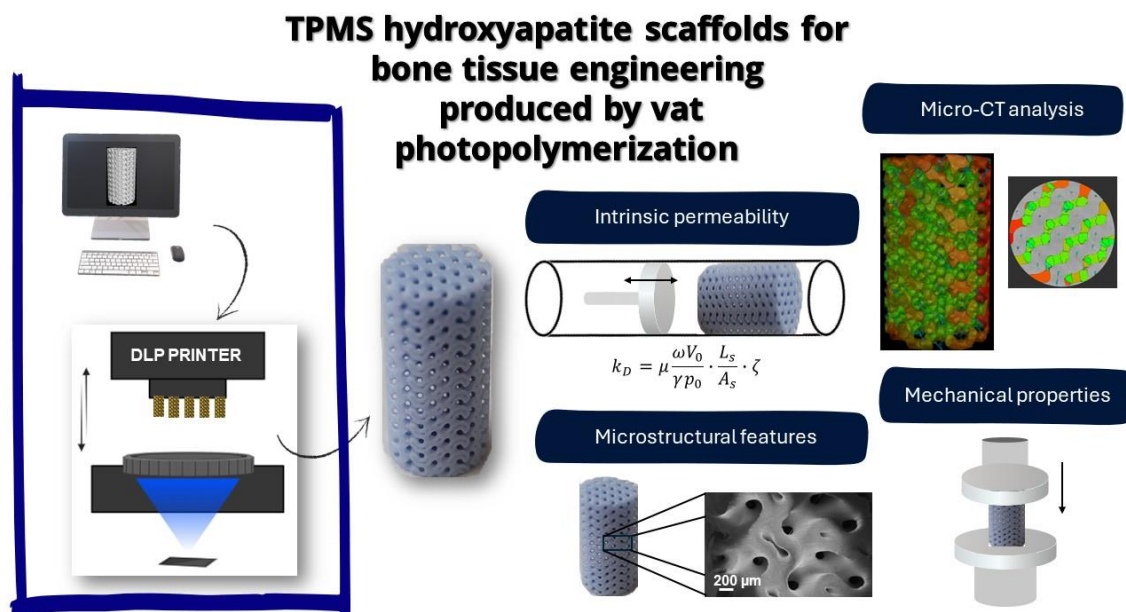 TPMS hydroxyapatite scaffolds for
bone tissue engineering
produced by vat
photopolymerization
DLP PRINTER
Intrinsic permeability
k_D = μ ωV_0/γp_0 · L_s/A_s · ζ
Microstructural features
200 µm
Micro-CT analysis
Mechanical properties